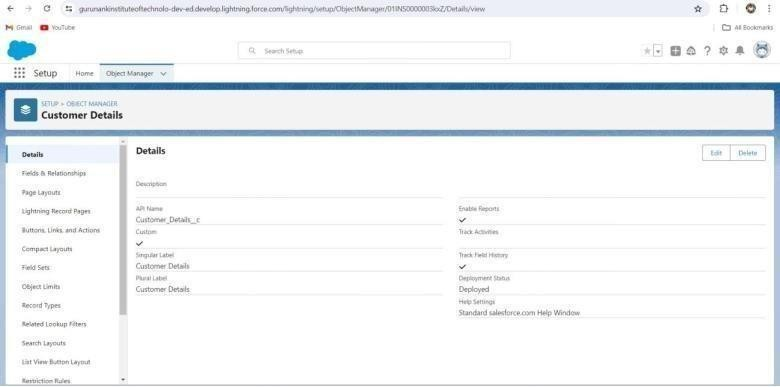 gurunankinstituteoftechnolo-dev-ed.develop.lightning.force.com/lightning/setup/ObjectManager/01INS0000003loZ/Details/view
Gmail YouTube All Bookmarks
Search Setup
Setup Home Object Manager
SETUP > OBJECT MANAGER
Customer Details
Details
Fields & Relationships
Page Layouts
Lightning Record Pages
Buttons, Links, and Actions
Compact Layouts
Field Sets
Object Limits
Record Types
Related Lookup Filters
Search Layouts
List View Button Layout
Restriction Rules
Details
Edit Delete
Description
API Name
Customer_Details__c
Custom
Singular Label
Customer Details
Plural Label
Customer Details
Enable Reports
Track Activities
Track Field History
Deployment Status
Deployed
Help Settings
Standard salesforce.com Help Window